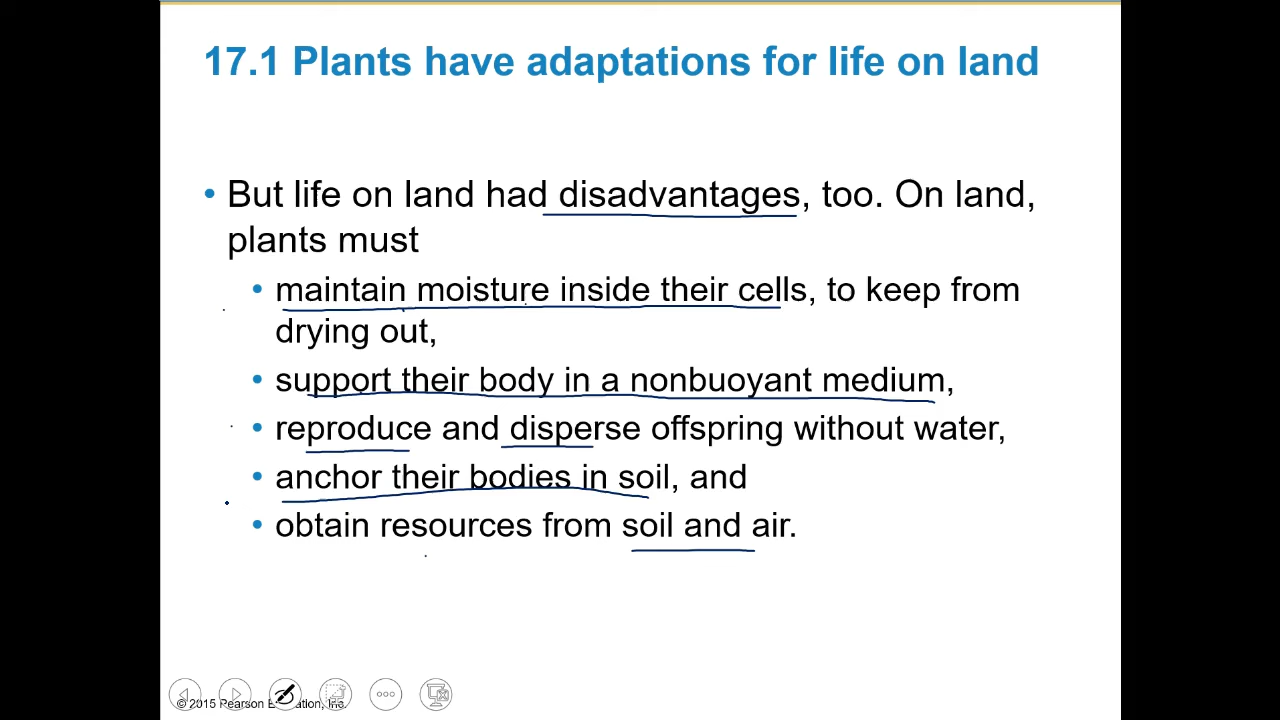 17.1 Plants have adaptations for life on land
• But life on land had disadvantages, too. On land,
plants must
• maintain moisture inside their cells, to keep from
drying out,
• support their body in a nonbuoyant medium,
• reproduce and disperse offspring without water,
• anchor their bodies in soil, and
• obtain resources from soil and air.
© 2015 Pearson Inc.